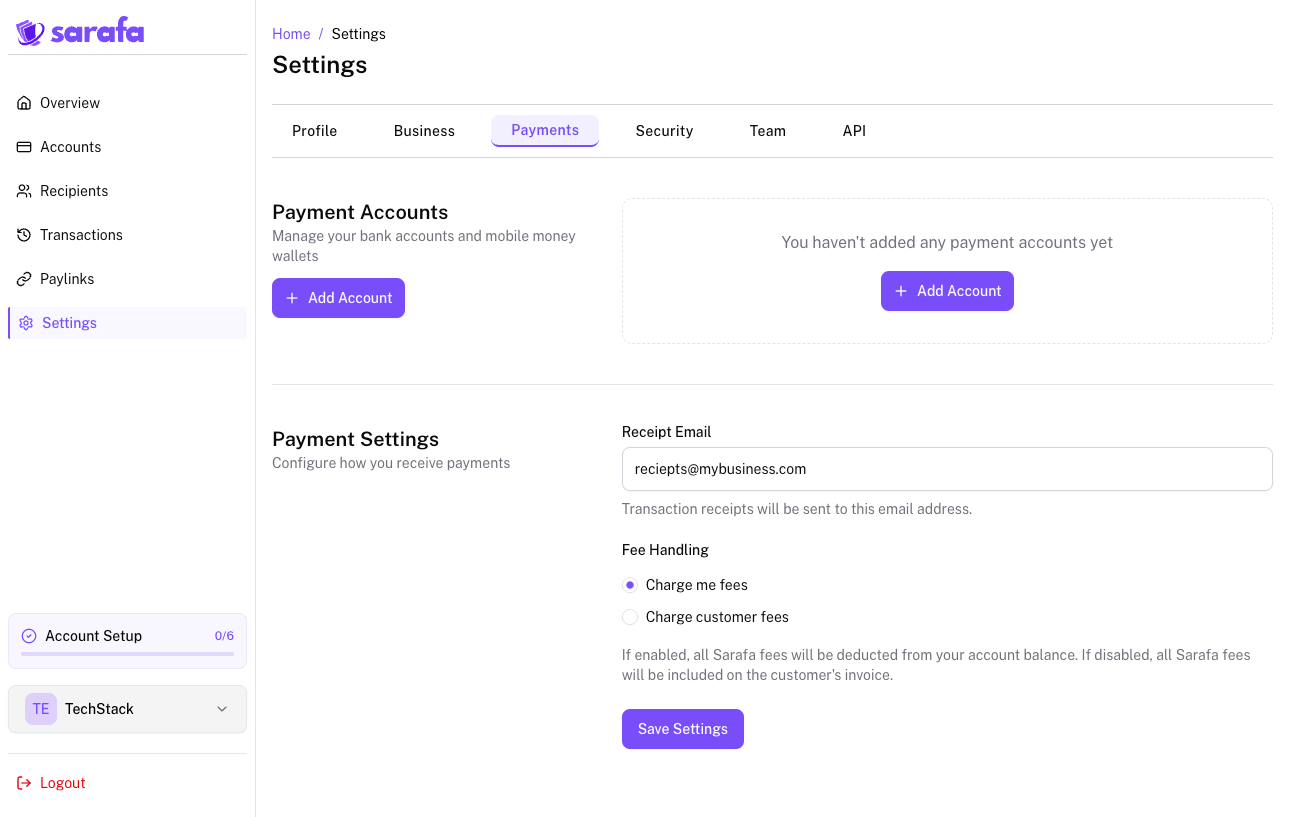 sarafa
Overview
Accounts
Recipients
Transactions
Paylinks
Settings
Account Setup 0/6
TE TechStack
Logout
Home / Settings
Settings
Profile Business Payments Security Team API
Payment Accounts
Manage your bank accounts and mobile money
wallets
+ Add Account
You haven't added any payment accounts yet
+ Add Account
Payment Settings
Configure how you receive payments
Receipt Email
reciepts@mybusiness.com
Transaction receipts will be sent to this email address.
Fee Handling
Charge me fees
Charge customer fees
If enabled, all Sarafa fees will be deducted from your account balance. If disabled, all Sarafa fees
will be included on the customer's invoice.
Save Settings